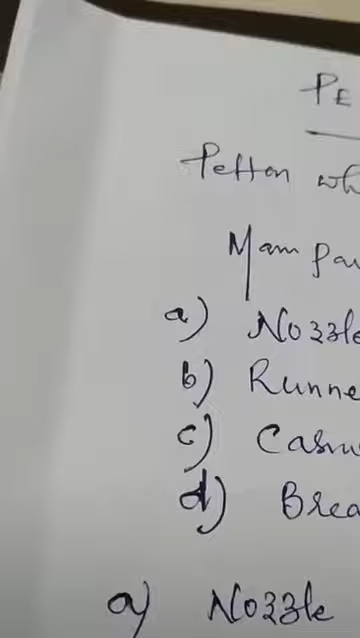 PE
Pelton wh
Main par
a) Nozzle
b) Runne
c) Casin
d) Brea
a) Nozzle